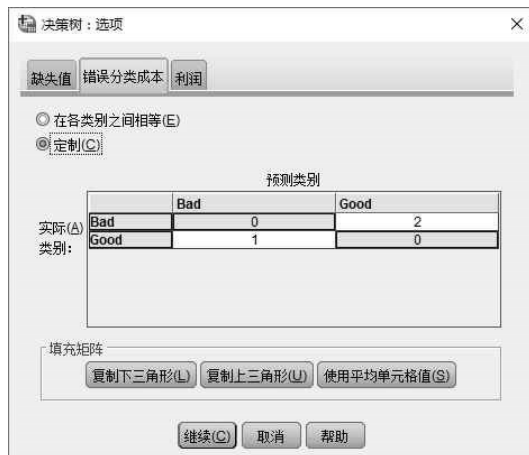 决策树：选项
缺失值 错误分类成本 利润
在各类别之间相等(E)
定制(C)
预测类别
Bad Good
实际(A)
类别：
Bad 0 2
Good 1 0
填充矩阵
复制下三角形(L) 复制上三角形(U) 使用平均单元格值(S)
继续(C) 取消 帮助